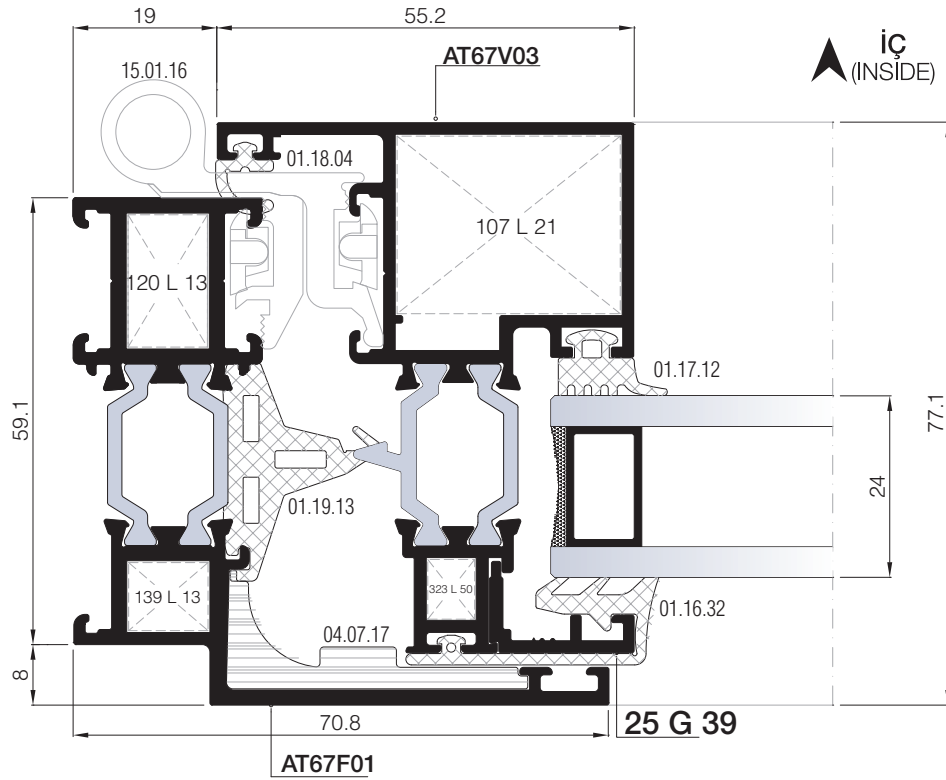 19
55.2
15.01.16
AT67V03
İÇ
(INSİDE)
01.18.04
107 L 21
120 L 13
01.17.12
59.1
77.1
24
01.19.13
139 L 13
323 L 50
01.16.32
04.07.17
8
70.8
25 G 39
AT67F01